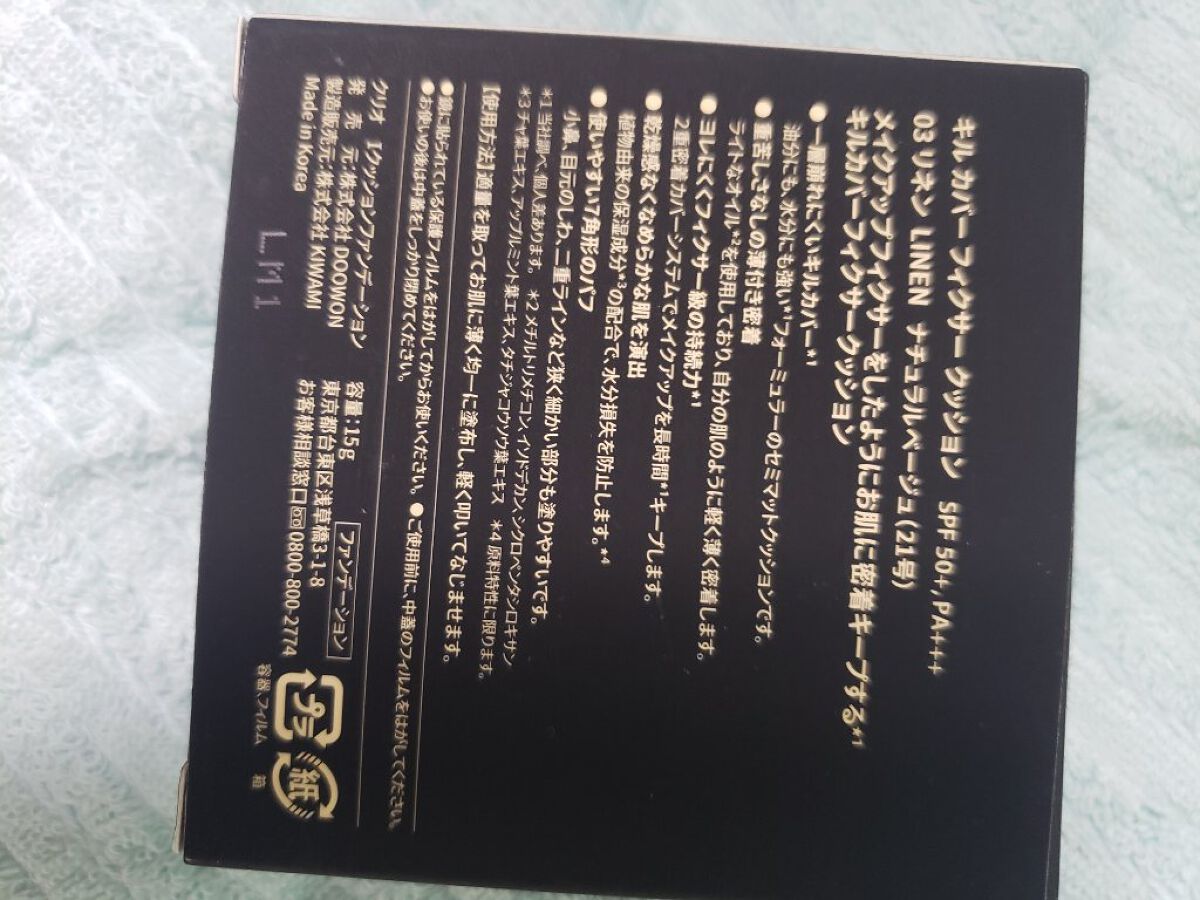 キル カバー フィクサー クッション SPF 50+, PA+++
03 リネン LINEN ナチュラルベージュ (21号)
メイクアップフィクサーをしたようにお肌に密着キープする*1
キルカバーフィクサークッション
●一層崩れにくいキルカバー*1
油分にも、水分にも強い*1フォーミュラーのセミマットクッションです。
●重苦しさなしの薄付き密着
ライトなオイル*2を使用しており、自分の肌のように軽く薄く密着します。
●ヨレにくくフィクサー級の持続力*1
2重密着カバーシステムでメイクアップを長時間*1キープします。
●乾燥感なくなめらかな肌を演出
植物由来の保湿成分*3の配合で、水分損失を防止します。*4
●使いやすい7角形のパフ
小鼻、目元のしわ、二重ラインなど狭く細かい部分も塗りやすいです。
*1 当社調べ、個人差あります。 *2 メチルトリメチコン、イソドデカン、シクロペンタシロキサン
*3 チャ葉エキス、アップルミント葉エキス、タチジャコウソウ葉エキス *4 原料特性に限ります。
【使用方法】適量を取ってお肌に薄く均一に塗布し、軽く叩いてなじませます。
●鏡に貼られている保護フィルムをはがしてからお使いください。●ご使用前に、中蓋のフィルムをはがしてください。
●お使いの後は中蓋をしっかり閉めてください。
クリオ Iクッションファンデーション
発 売 元:株式会社 DOOWON
製造販売元:株式会社 KIWAMI
Made in Korea
容量:15g
ファンデーション
東京都台東区浅草橋3-1-8
お客様相談窓口 0800-800-2774
プラ
容器、フィルム
紙
箱
LM1